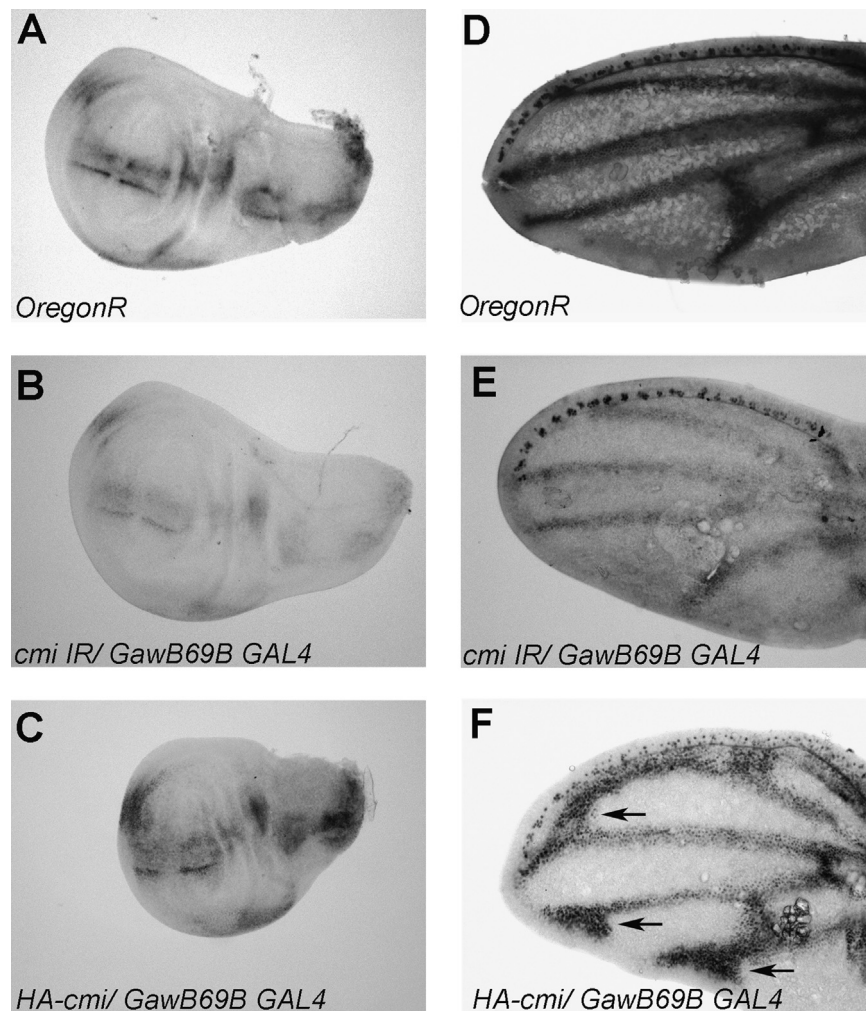 A
OregonR
D
OregonR
B
cmi IR/ GawB69B GAL4
E
cmi IR/ GawB69B GAL4
C
HA-cmi/ GawB69B GAL4
F
HA-cmi/ GawB69B GAL4